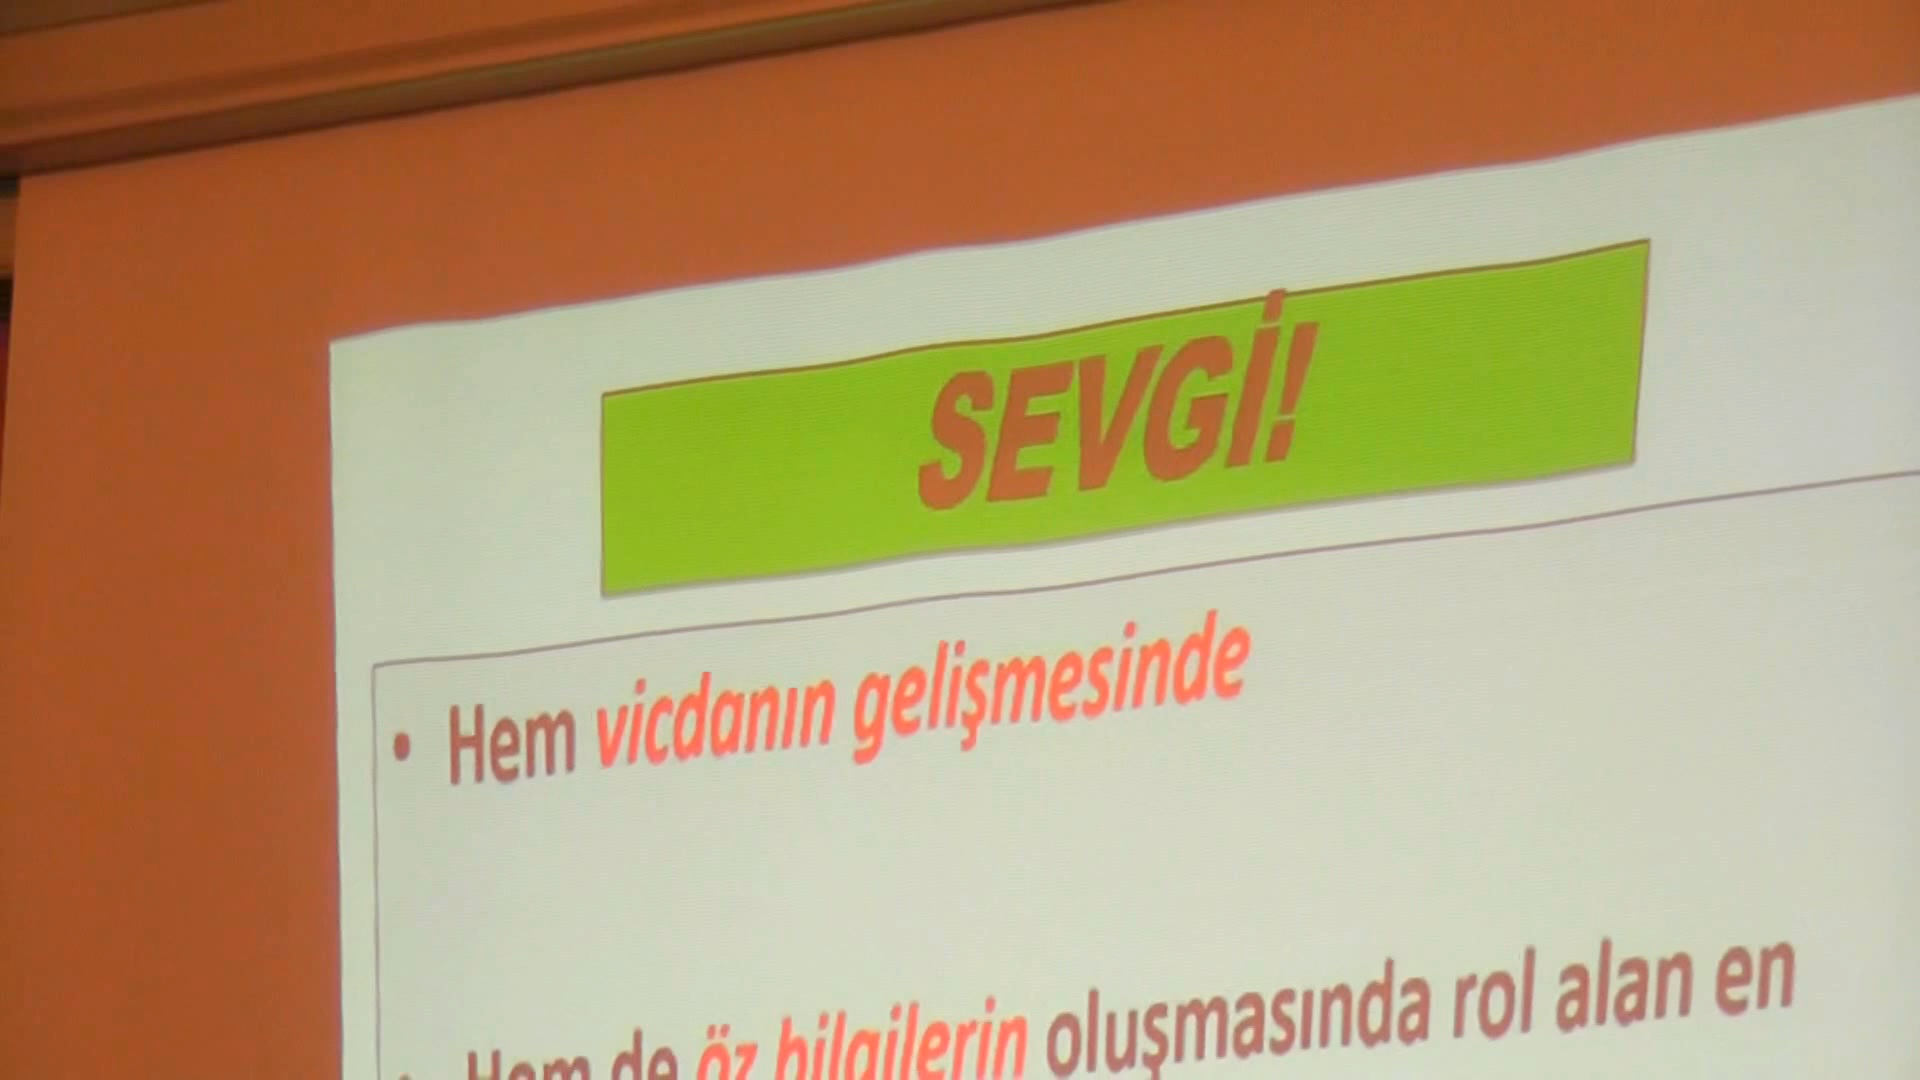 SEVGİ!
• Hem vicdanın gelişmesinde
• Hem de öz bilgilerin oluşmasında rol alan en